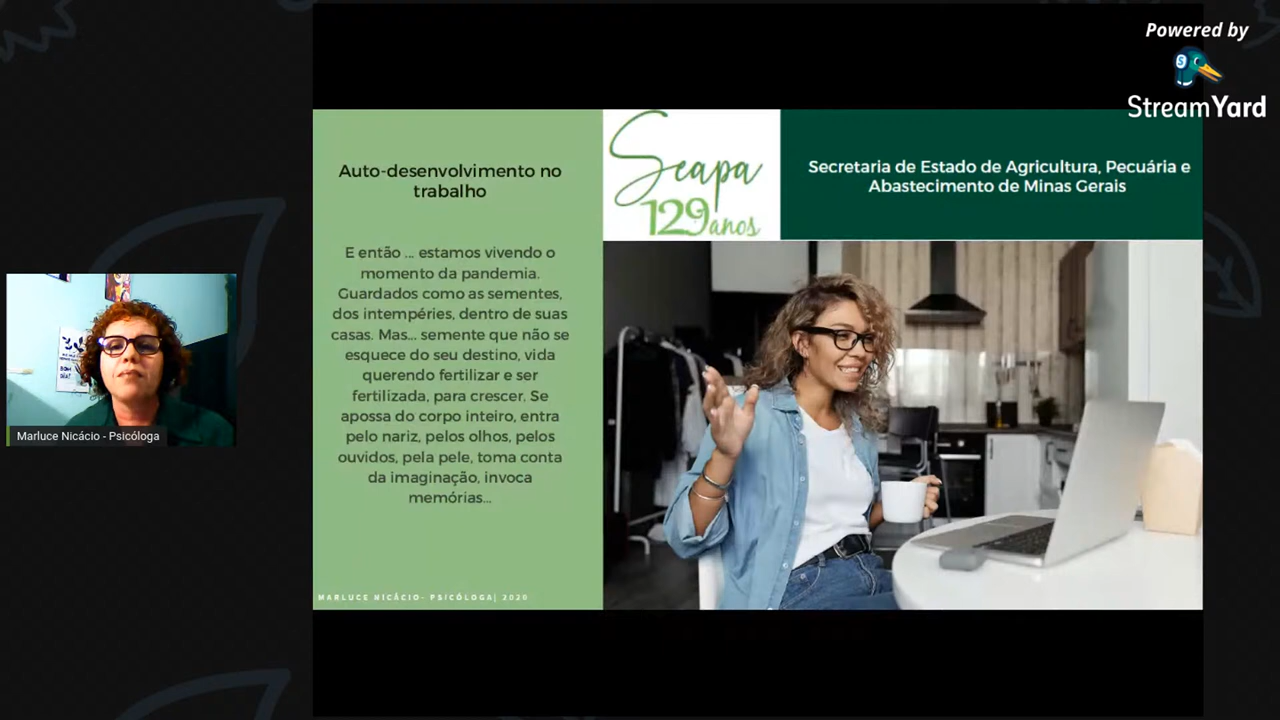 Powered by
StreamYard
Auto-desenvolvimento no
trabalho
E então ... estamos vivendo o
momento da pandemia.
Guardados como as sementes,
dos intempéries, dentro de suas
casas. Mas... semente que não se
esquece do seu destino, vida
querendo fertilizar e ser
fertilizada, para crescer. Se
apossa do corpo inteiro, entra
pelo nariz, pelos olhos, pelos
ouvidos, pela pele, toma conta
da imaginação, invoca
memórias...
MARLUCE NICÁCIO- PSICÓLOGA| 2020
Seapa
129anos
Secretaria de Estado de Agricultura, Pecuária e
Abastecimento de Minas Gerais
BOM
DIA!
Marluce Nicácio - Psicóloga